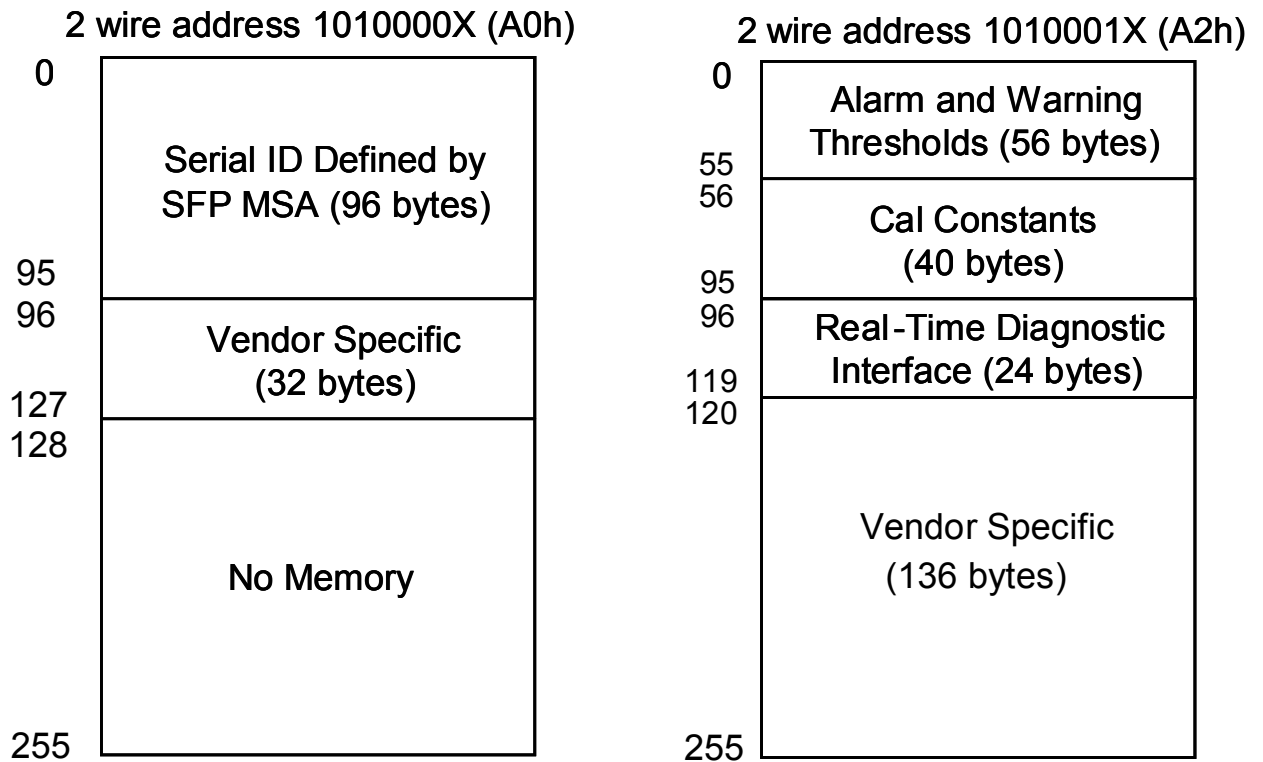 2 wire address 1010000X (A0h)
0
Serial ID Defined by
SFP MSA (96 bytes)
95
96
Vendor Specific
(32 bytes)
127
128
No Memory
255
2 wire address 1010001X (A2h)
0
Alarm and Warning
Thresholds (56 bytes)
55
56
Cal Constants
(40 bytes)
95
96
Real-Time Diagnostic
Interface (24 bytes)
119
120
Vendor Specific
(136 bytes)
255